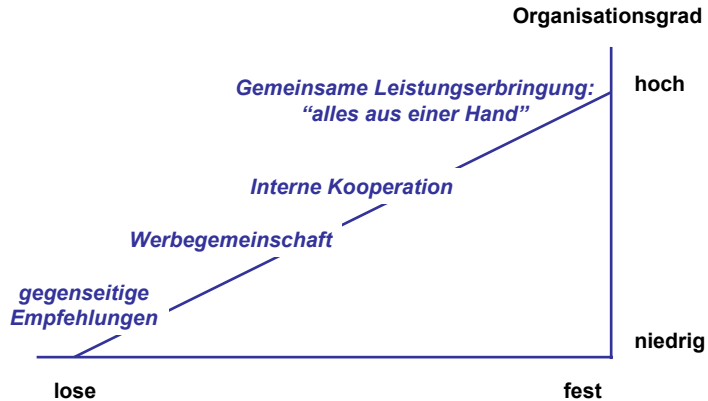 Organisationsgrad
hoch
Gemeinsame Leistungserbringung:
“alles aus einer Hand”
Interne Kooperation
Werbegemeinschaft
gegenseitige
Empfehlungen
niedrig
lose
fest